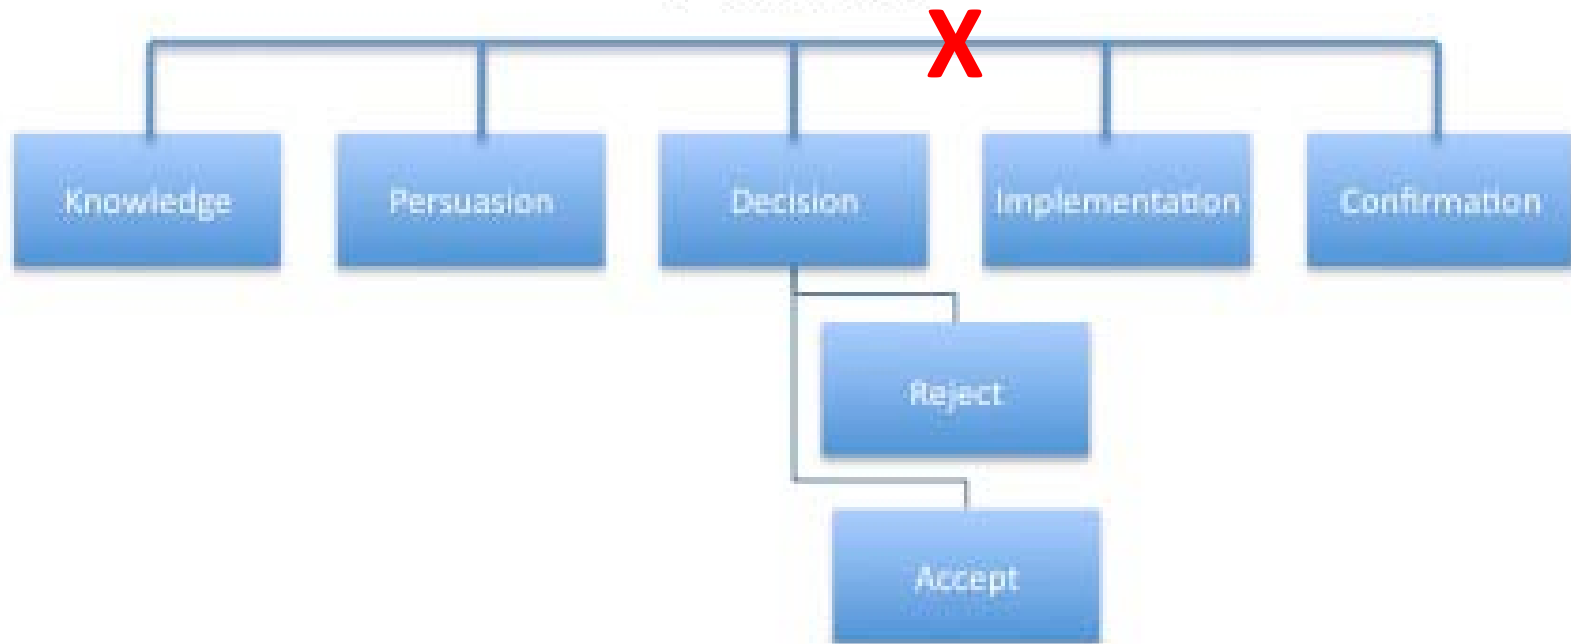 X
Knowledge
Persuasion
Decision
Implementation
Confirmation
Reject
Accept